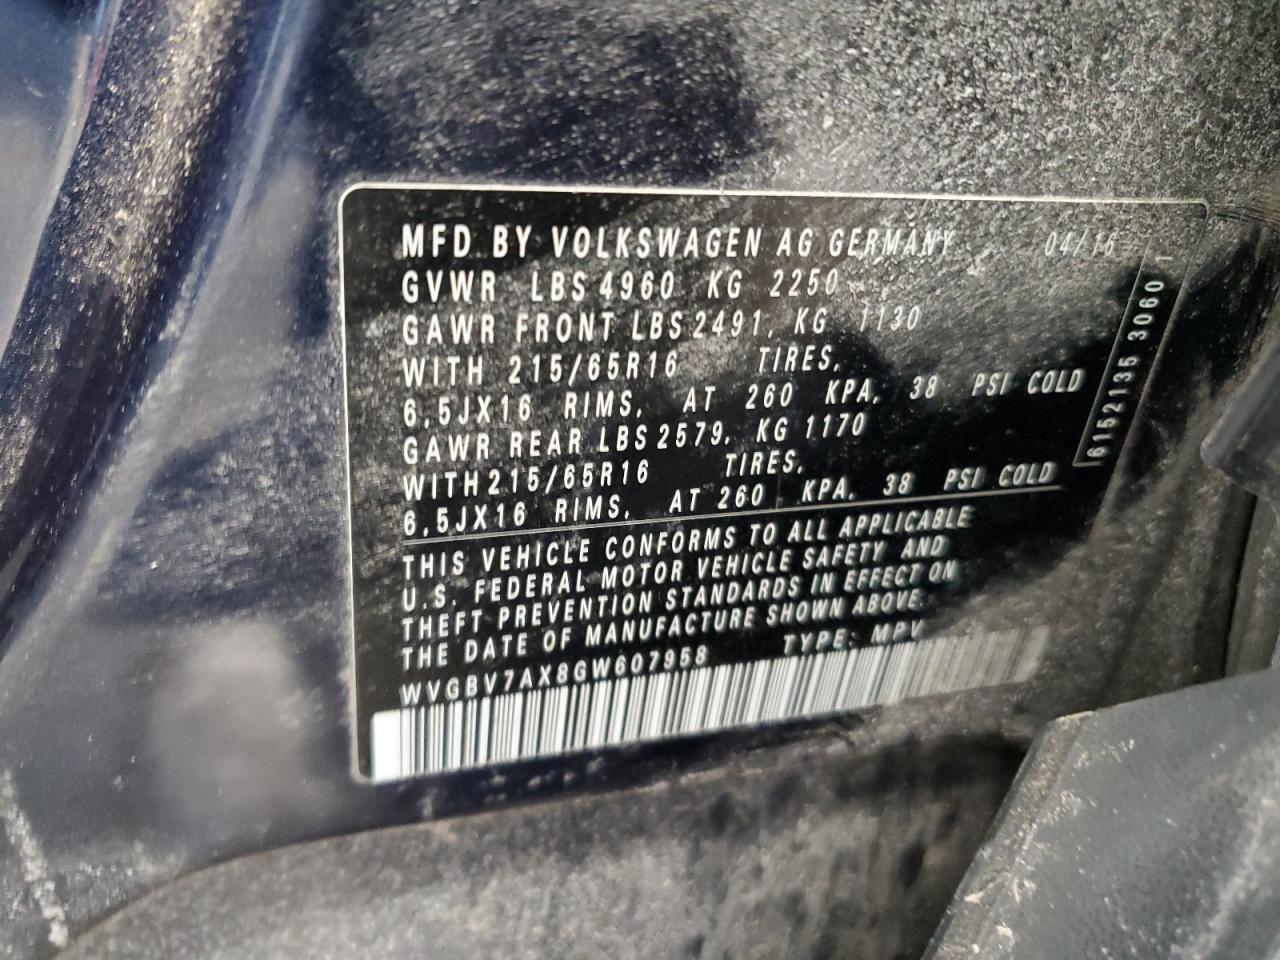 MFD BY VOLKSWAGEN AG GERMANY 04/16
GVWR LBS 4960 KG 2250
GAWR FRONT LBS 2491, KG 1130
WITH 215/65R16 TIRES,
6,5JX16 RIMS, AT 260 KPA, 38 PSI COLD
GAWR REAR LBS 2579, KG 1170
WITH 215/65R16 TIRES,
6,5JX16 RIMS, AT 260 KPA, 38 PSI COLD
THIS VEHICLE CONFORMS TO ALL APPLICABLE
U.S. FEDERAL MOTOR VEHICLE SAFETY AND
THEFT PREVENTION STANDARDS IN EFFECT ON
THE DATE OF MANUFACTURE SHOWN ABOVE.
WVGBV7AX8GW607958 TYPE: MPV
6152135 3060